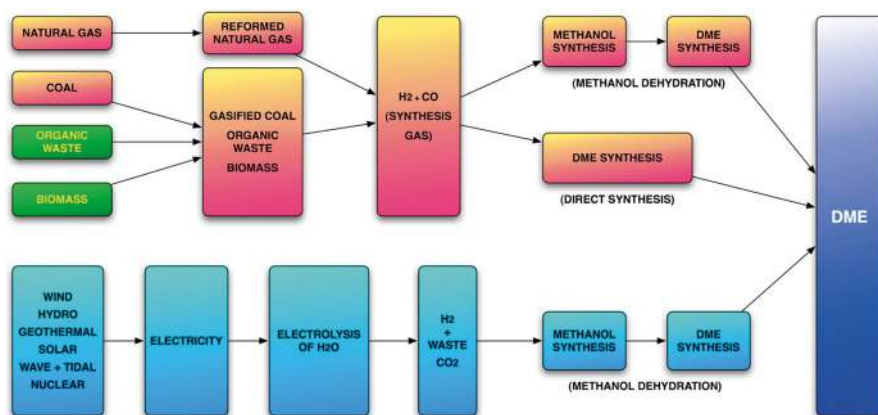 NATURAL GAS
REFORMED
NATURAL GAS
COAL
ORGANIC
WASTE
BIOMASS
GASIFIED COAL
ORGANIC
WASTE
BIOMASS
H2 + CO
(SYNTHESIS
GAS)
METHANOL
SYNTHESIS
DME
SYNTHESIS
(METHANOL DEHYDRATION)
DME SYNTHESIS
(DIRECT SYNTHESIS)
DME
WIND
HYDRO
GEOTHERMAL
SOLAR
WAVE + TIDAL
NUCLEAR
ELECTRICITY
ELECTROLYSIS
OF H2O
H2
+
WASTE
CO2
METHANOL
SYNTHESIS
DME
SYNTHESIS
(METHANOL DEHYDRATION)